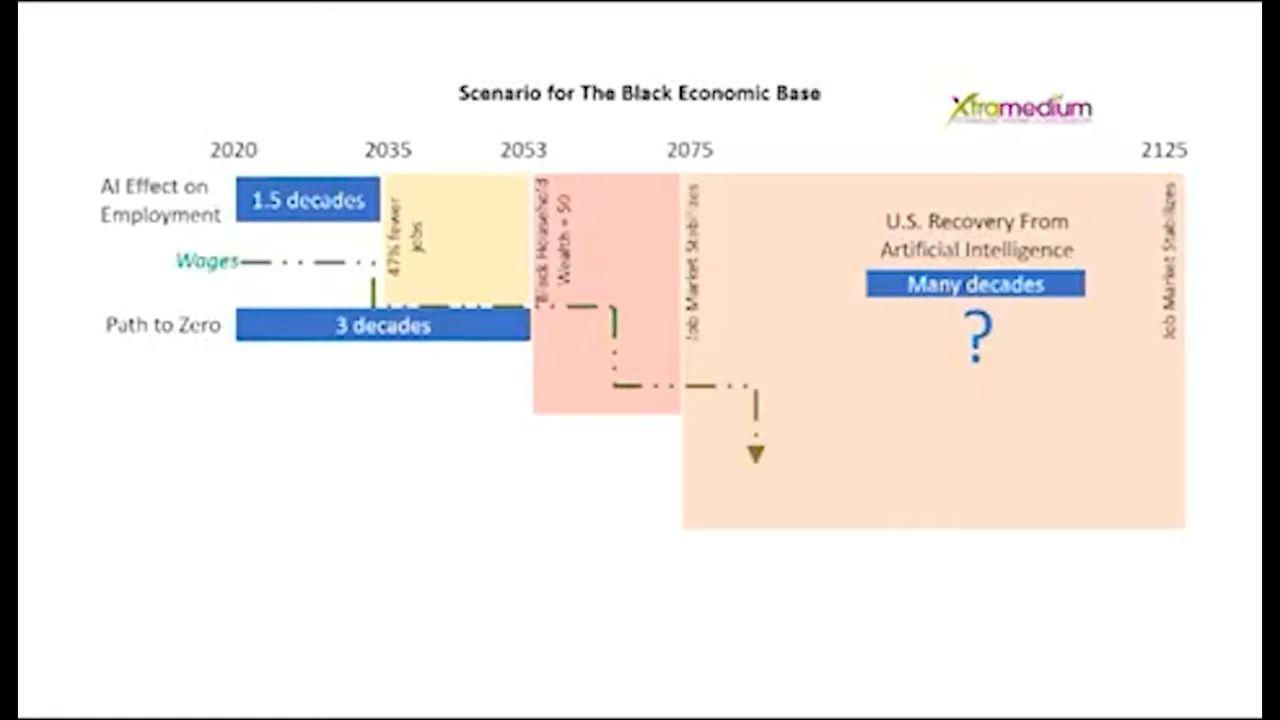 Scenario for The Black Economic Base
Xtramedium
2020 2035 2053 2075 2125
AI Effect on
Employment
1.5 decades
Wages
Path to Zero
3 decades
47% fewer
jobs
Black Household
Wealth = $0
Job Market Stabilizes
U.S. Recovery From
Artificial Intelligence
Many decades
?
Job Market Stabilizes